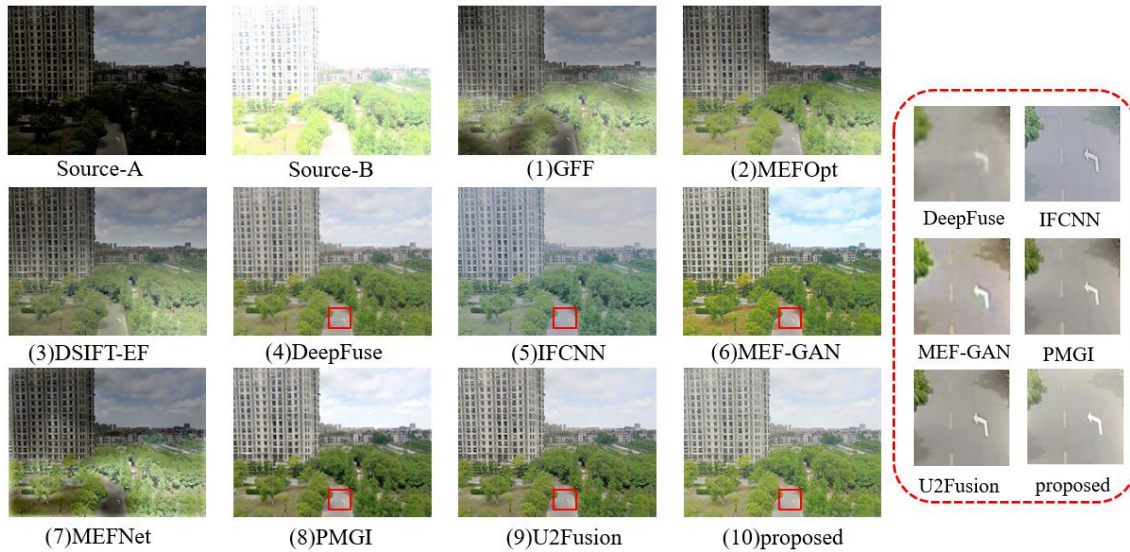 Source-A
Source-B
(1)GFF
(2)MEFOpt
(3)DSIFT-EF
(4)DeepFuse
(5)IFCNN
(6)MEF-GAN
(7)MEFNet
(8)PMGI
(9)U2Fusion
(10)proposed
DeepFuse
IFCNN
MEF-GAN
PMGI
U2Fusion
proposed